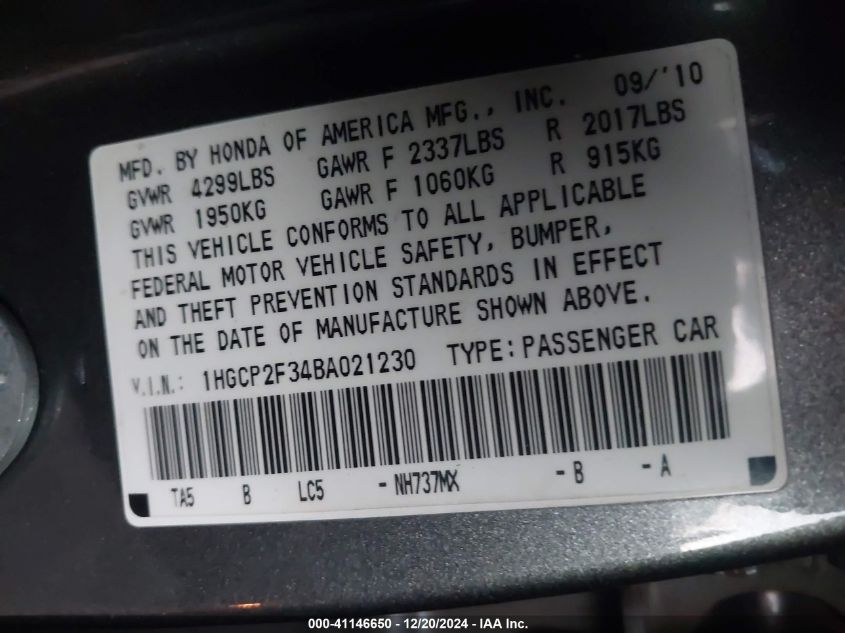 MFD. BY HONDA OF AMERICA MFG., INC. 09/'10
GVWR 4299LBS GAWR F 2337LBS R 2017LBS
GVWR 1950KG GAWR F 1060KG R 915KG
THIS VEHICLE CONFORMS TO ALL APPLICABLE
FEDERAL MOTOR VEHICLE SAFETY, BUMPER,
AND THEFT PREVENTION STANDARDS IN EFFECT
ON THE DATE OF MANUFACTURE SHOWN ABOVE.
V.I.N.: 1HGCP2F34BA021230 TYPE:PASSENGER CAR
TA5 B LC5 -NH737MX -B -A
000-41146650 - 12/20/2024 - IAA Inc.